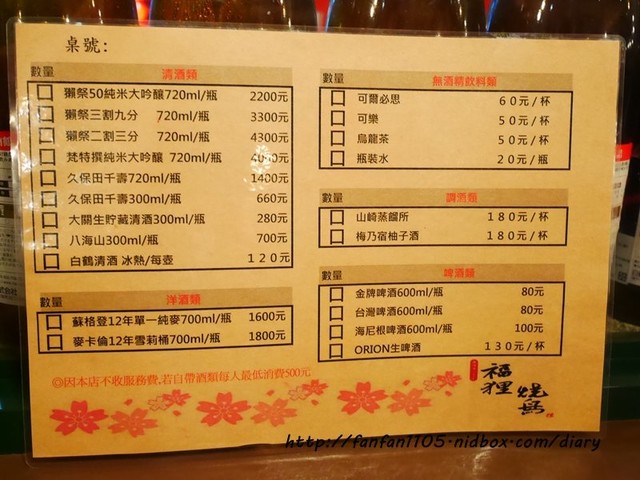 桌號:
數量 清酒類
獺祭50純米大吟釀720ml/瓶 2200元
獺祭三割九分 720ml/瓶 3300元
獺祭二割三分 720ml/瓶 4300元
梵特撰純米大吟釀 720ml/瓶
久保田千壽720ml/瓶 1400元
久保田千壽300ml/瓶 660元
大關生貯藏清酒300ml/瓶 280元
八海山300ml/瓶 700元
白鶴清酒 冰熱/每壺 120元
數量 洋酒類
蘇格登12年單一純麥700ml/瓶 1600元
麥卡倫12年雪莉桶700ml/瓶 1800元
數量 無酒精飲料類
可爾必思 60元/杯
可樂 50元/杯
烏龍茶 50元/杯
瓶裝水 20元/瓶
數量 調酒類
山崎蒸餾所 180元/杯
梅乃宿柚子酒 180元/杯
數量 啤酒類
金牌啤酒600ml/瓶 80元
台灣啤酒600ml/瓶 80元
海尼根啤酒600ml/瓶 100元
ORION生啤酒 130元/杯
◎因本店不收服務費,若自帶酒類每人最低消費500元
福狸燒鳥
http://fanfan1105.nidbox.com/diary